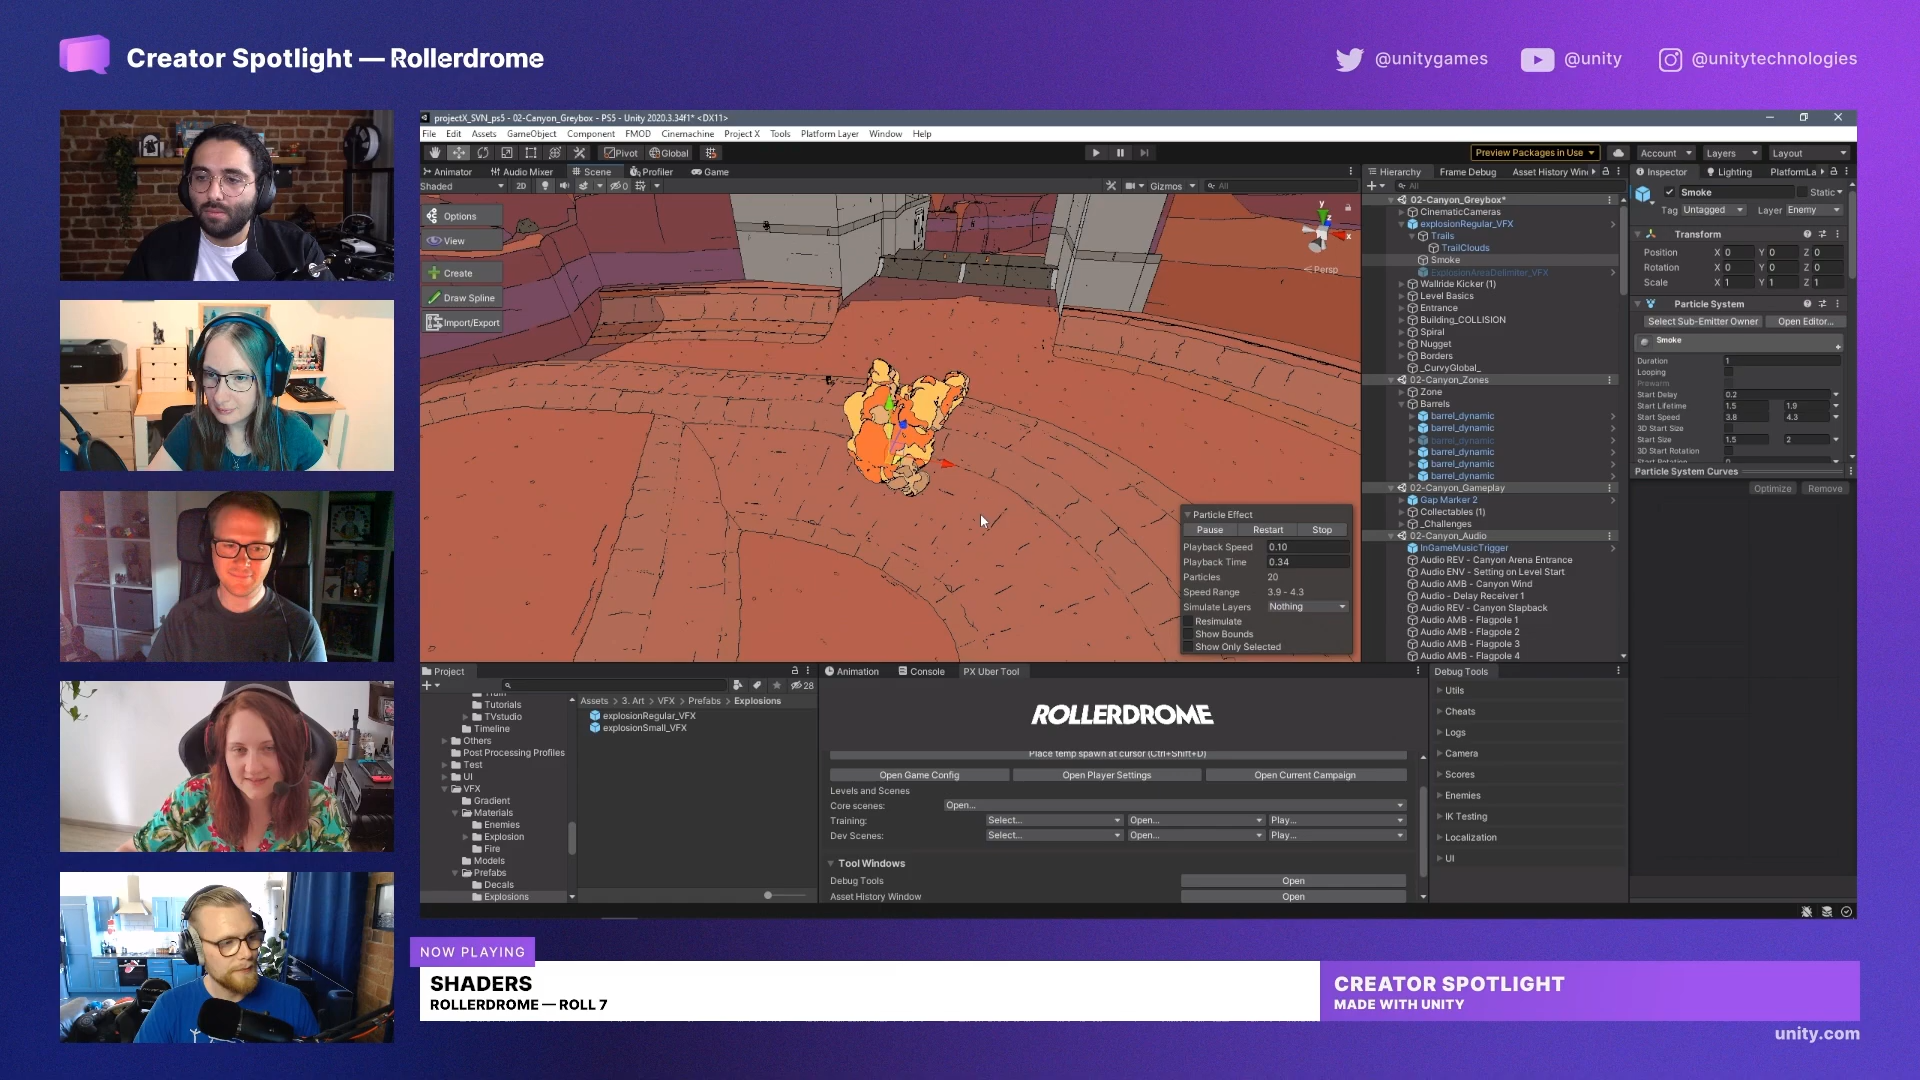 Creator Spotlight — Rollerdrome
@unitygames
@unity
@unitytechnologies
projectX_SVN_ps5 - 02-Canyon_Greybox - PS5 - Unity 2020.3.34f1* <DX11>
File Edit Assets GameObject Component FMOD Cinemachine Project X Tools Platform Layer Window Help
Pivot Global
Preview Packages in Use
Account Layers Layout
Animator Audio Mixer Scene Profiler Game
Shaded 2D 0 Gizmos All
Options
View
Create
Draw Spline
Import/Export
y
z
x
Persp
Particle Effect
Pause Restart Stop
Playback Speed 0.10
Playback Time 0.34
Particles 20
Speed Range 3.9 - 4.3
Simulate Layers Nothing
Resimulate
Show Bounds
Show Only Selected
Hierarchy Frame Debug Asset History Win
All
02-Canyon_Greybox*
CinematicCameras
explosionRegular_VFX
Trails
TrailClouds
Smoke
ExplosionAreaDelimiter_VFX
Wallride Kicker (1)
Level Basics
Entrance
Building_COLLISION
Spiral
Nugget
Borders
_CurvyGlobal_
02-Canyon_Zones
Zone
Barrels
barrel_dynamic
barrel_dynamic
barrel_dynamic
barrel_dynamic
barrel_dynamic
barrel_dynamic
02-Canyon_Gameplay
Gap Marker 2
Collectables (1)
_Challenges
02-Canyon_Audio
InGameMusicTrigger
Audio REV - Canyon Arena Entrance
Audio ENV - Setting on Level Start
Audio AMB - Canyon Wind
Audio - Delay Receiver 1
Audio REV - Canyon Slapback
Audio AMB - Flagpole 1
Audio AMB - Flagpole 2
Audio AMB - Flagpole 3
Audio AMB - Flagpole 4
Inspector Lighting PlatformLa
Smoke Static
Tag Untagged Layer Enemy
Transform
Position X 0 Y 0 Z 0
Rotation X 0 Y 0 Z 0
Scale X 1 Y 1 Z 1
Particle System
Select Sub-Emitter Owner Open Editor...
Smoke
Duration 1
Looping
Prewarm
Start Delay 0.2
Start Lifetime 1.5 1.9
Start Speed 3.8 4.3
3D Start Size
Start Size 1.5 2
3D Start Rotation
Particle System Curves
Optimize Remove
Project
28
Tutorials
TVstudio
Timeline
Others
Post Processing Profiles
Test
UI
VFX
Gradient
Materials
Enemies
Explosion
Fire
Models
Prefabs
Decals
Explosions
Assets > 3. Art > VFX > Prefabs > Explosions
explosionRegular_VFX
explosionSmall_VFX
Animation Console PX Uber Tool
ROLLERDROME
Place temp spawn at cursor (Ctrl+Shift+D)
Open Game Config Open Player Settings Open Current Campaign
Levels and Scenes
Core scenes: Open...
Training: Select... Open... Play...
Dev Scenes: Select... Open... Play...
Tool Windows
Debug Tools Open
Asset History Window Open
Debug Tools
Utils
Cheats
Logs
Camera
Scores
Enemies
IK Testing
Localization
UI
NOW PLAYING
SHADERS
ROLLERDROME — ROLL 7
CREATOR SPOTLIGHT
MADE WITH UNITY
unity.com